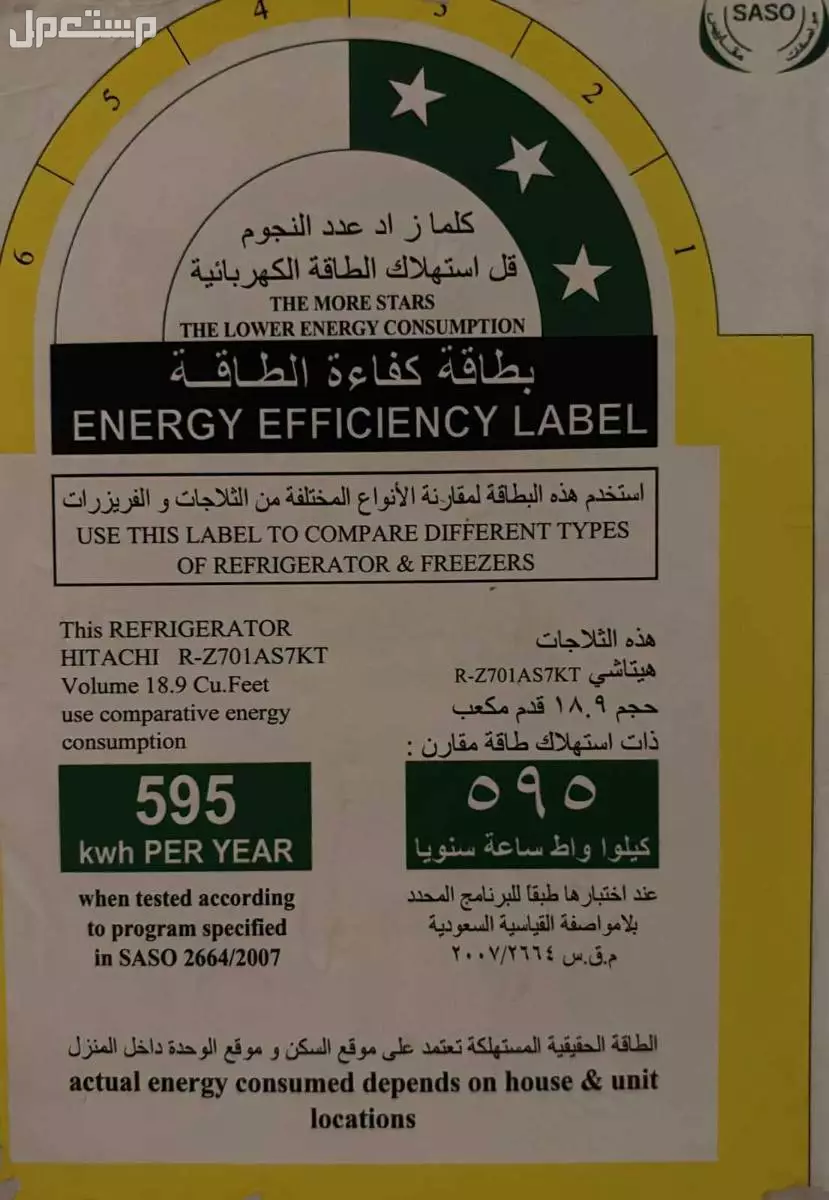 مستعمل
SASO
مواصفات
مقاييس
1
2
3
4
5
6
كلما ز اد عدد النجوم
قل استهلاك الطاقة الكهربائية
THE MORE STARS
THE LOWER ENERGY CONSUMPTION
بطاقة كفاءة الطاقـة
ENERGY EFFICIENCY LABEL
استخدم هذه البطاقة لمقارنة الأنواع المختلفة من الثلاجات و الفريزرات
USE THIS LABEL TO COMPARE DIFFERENT TYPES
OF REFRIGERATOR & FREEZERS
This REFRIGERATOR
HITACHI R-Z701AS7KT
Volume 18.9 Cu.Feet
use comparative energy
consumption
595
kwh PER YEAR
when tested according
to program specified
in SASO 2664/2007
هذه الثلاجات
هيتاشي R-Z701AS7KT
حجم ١٨.٩ قدم مكعب
ذات استهلاك طاقة مقارن :
٥٩٥
كيلوا واط ساعة سنويا
عند اختبارها طبقا للبرنامج المحدد
بلامواصفة القياسية السعودية
م.ق.س ٢٠٠٧/٢٦٦٤
الطاقة الحقيقية المستهلكة تعتمد على موقع السكن و موقع الوحدة داخل المنزل
actual energy consumed depends on house & unit
locations